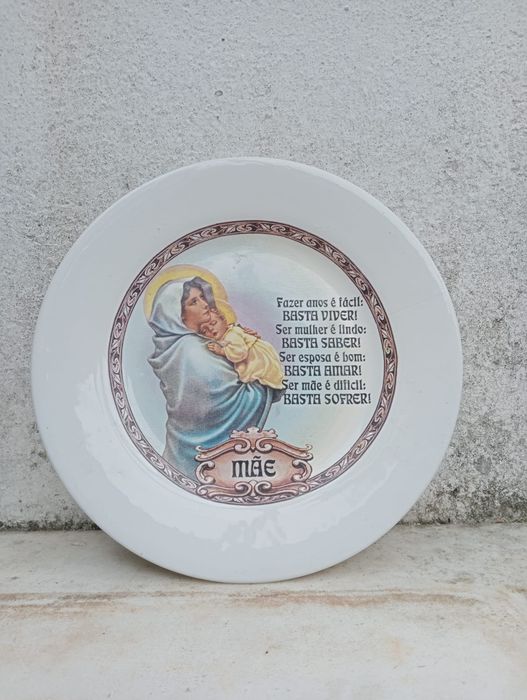 Fazer anos é fácil:
BASTA VIVER!
Ser mulher é lindo:
BASTA SABER!
Ser esposa é bom:
BASTA AMAR!
Ser mãe é difícil:
BASTA SOFRER!
MÃE